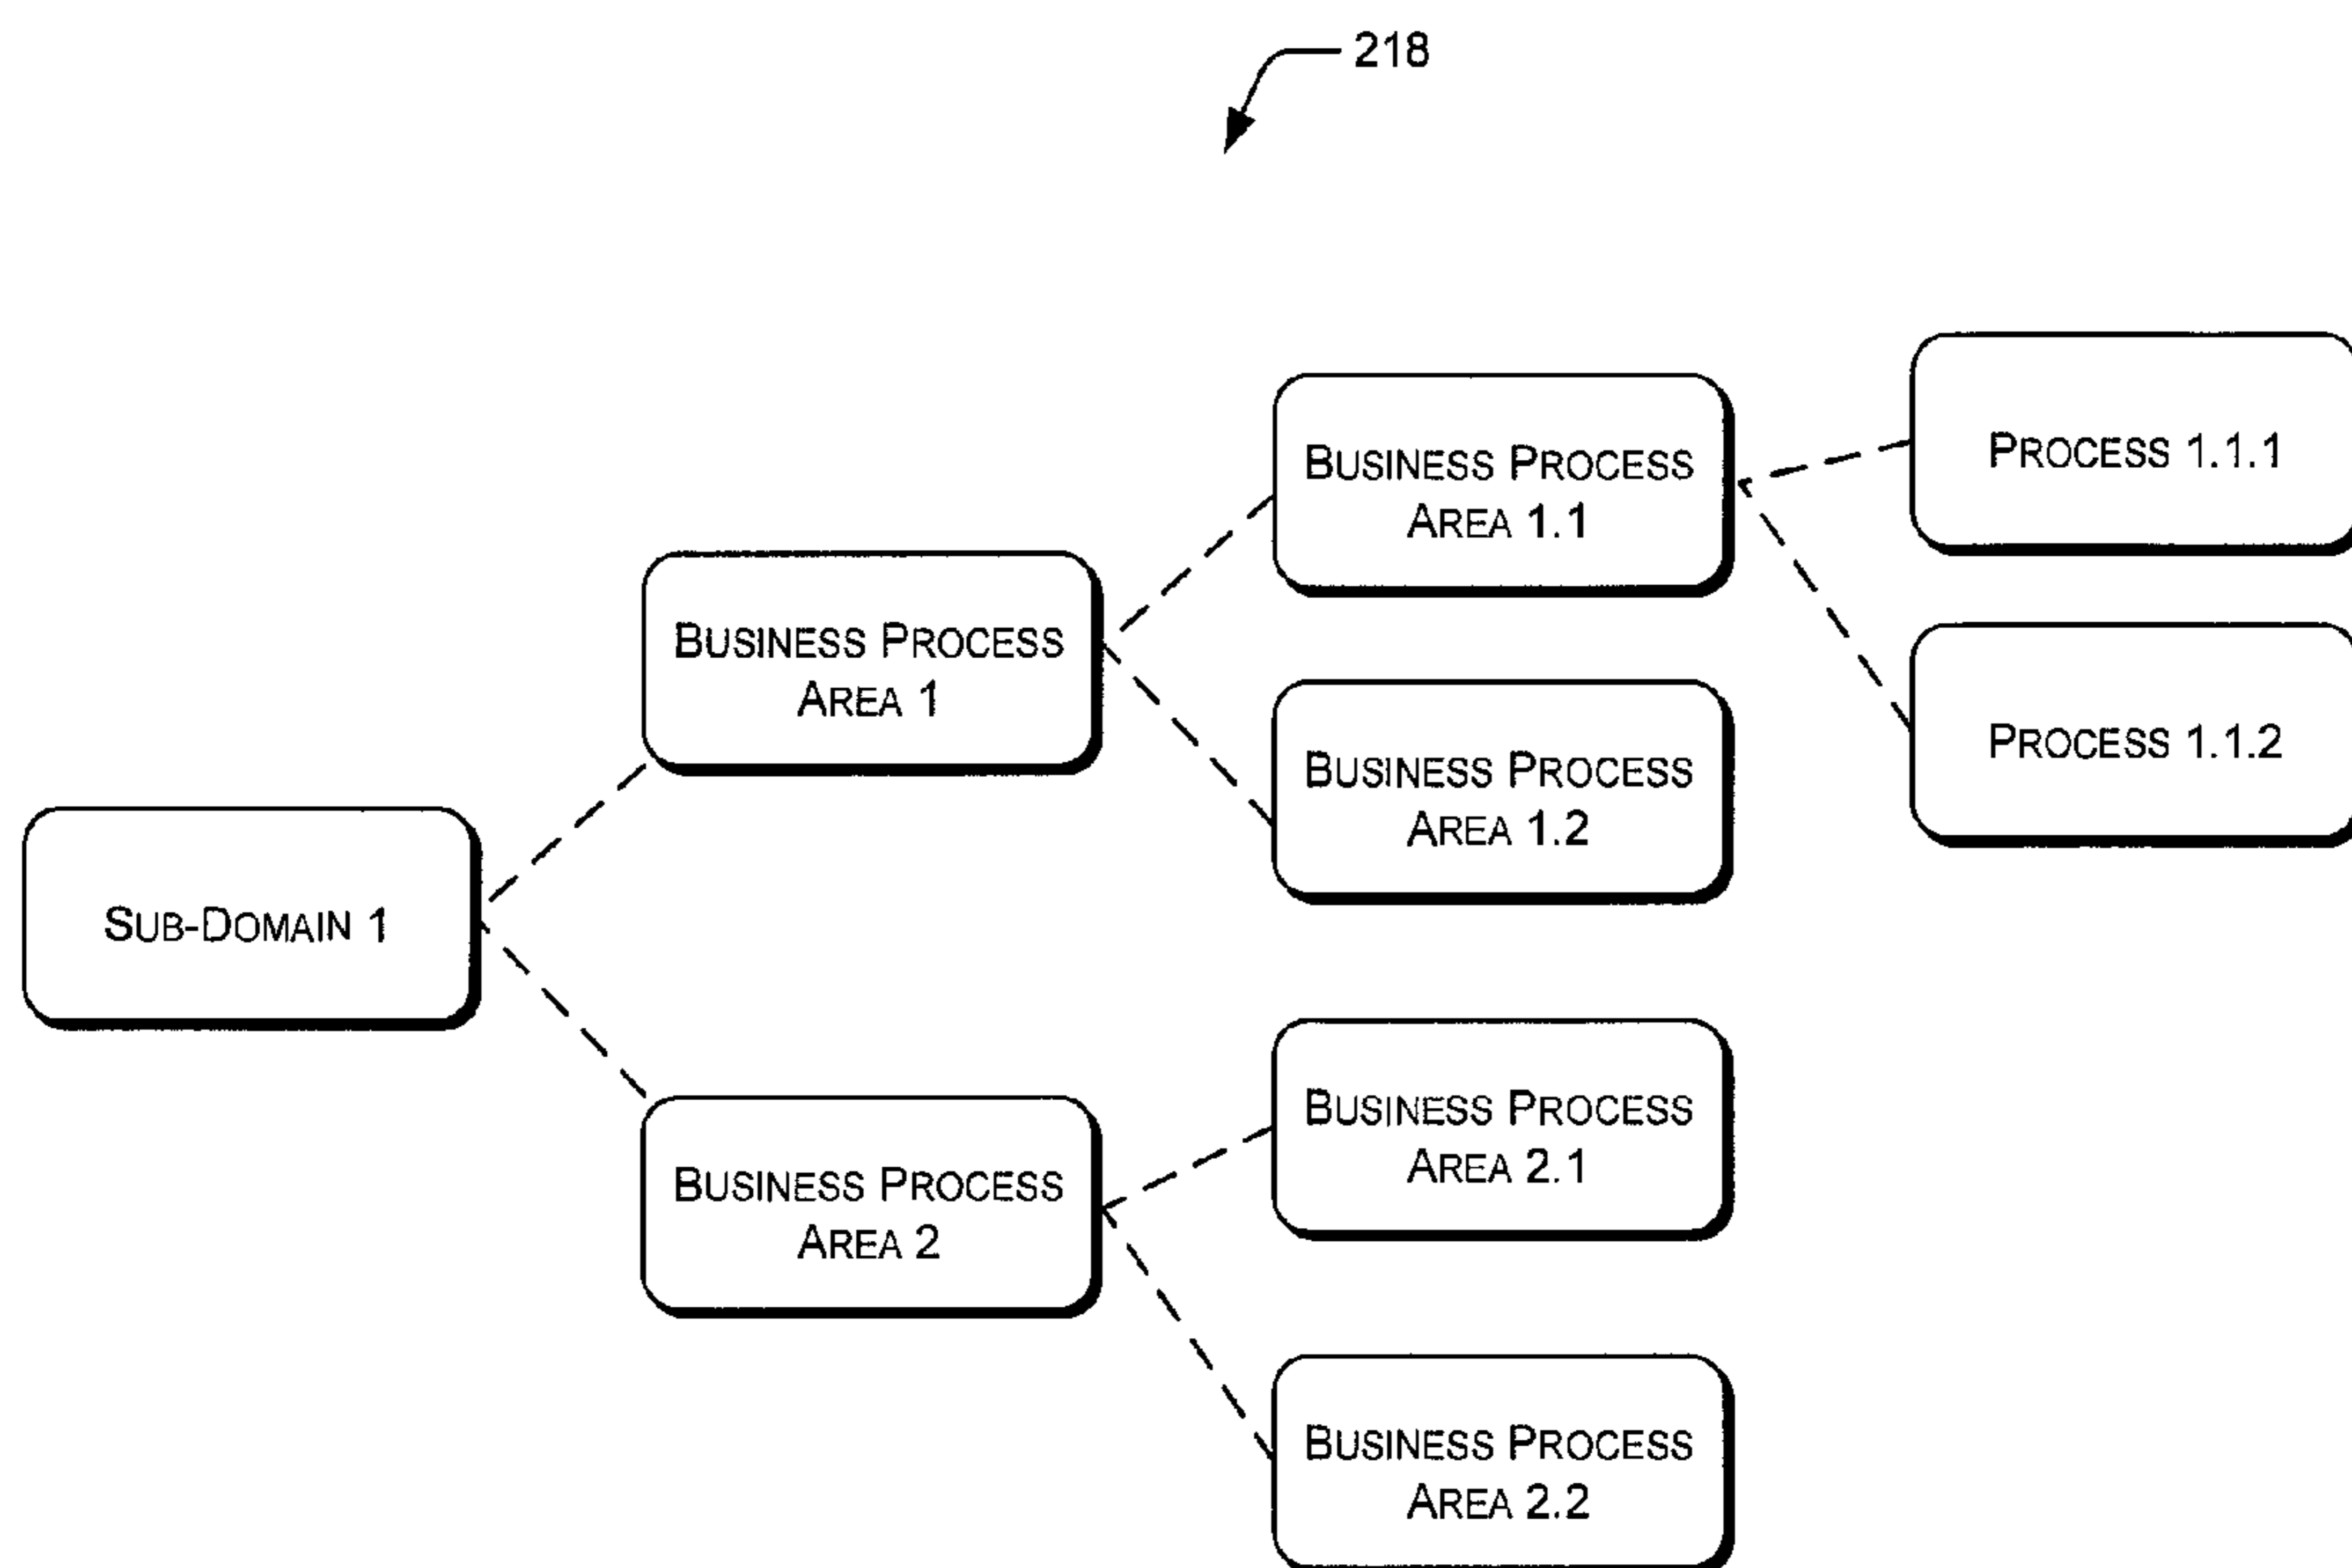 218
SUB-DOMAIN 1
BUSINESS PROCESS
AREA 1
BUSINESS PROCESS
AREA 2
BUSINESS PROCESS
AREA 1.1
BUSINESS PROCESS
AREA 1.2
BUSINESS PROCESS
AREA 2.1
BUSINESS PROCESS
AREA 2.2
PROCESS 1.1.1
PROCESS 1.1.2